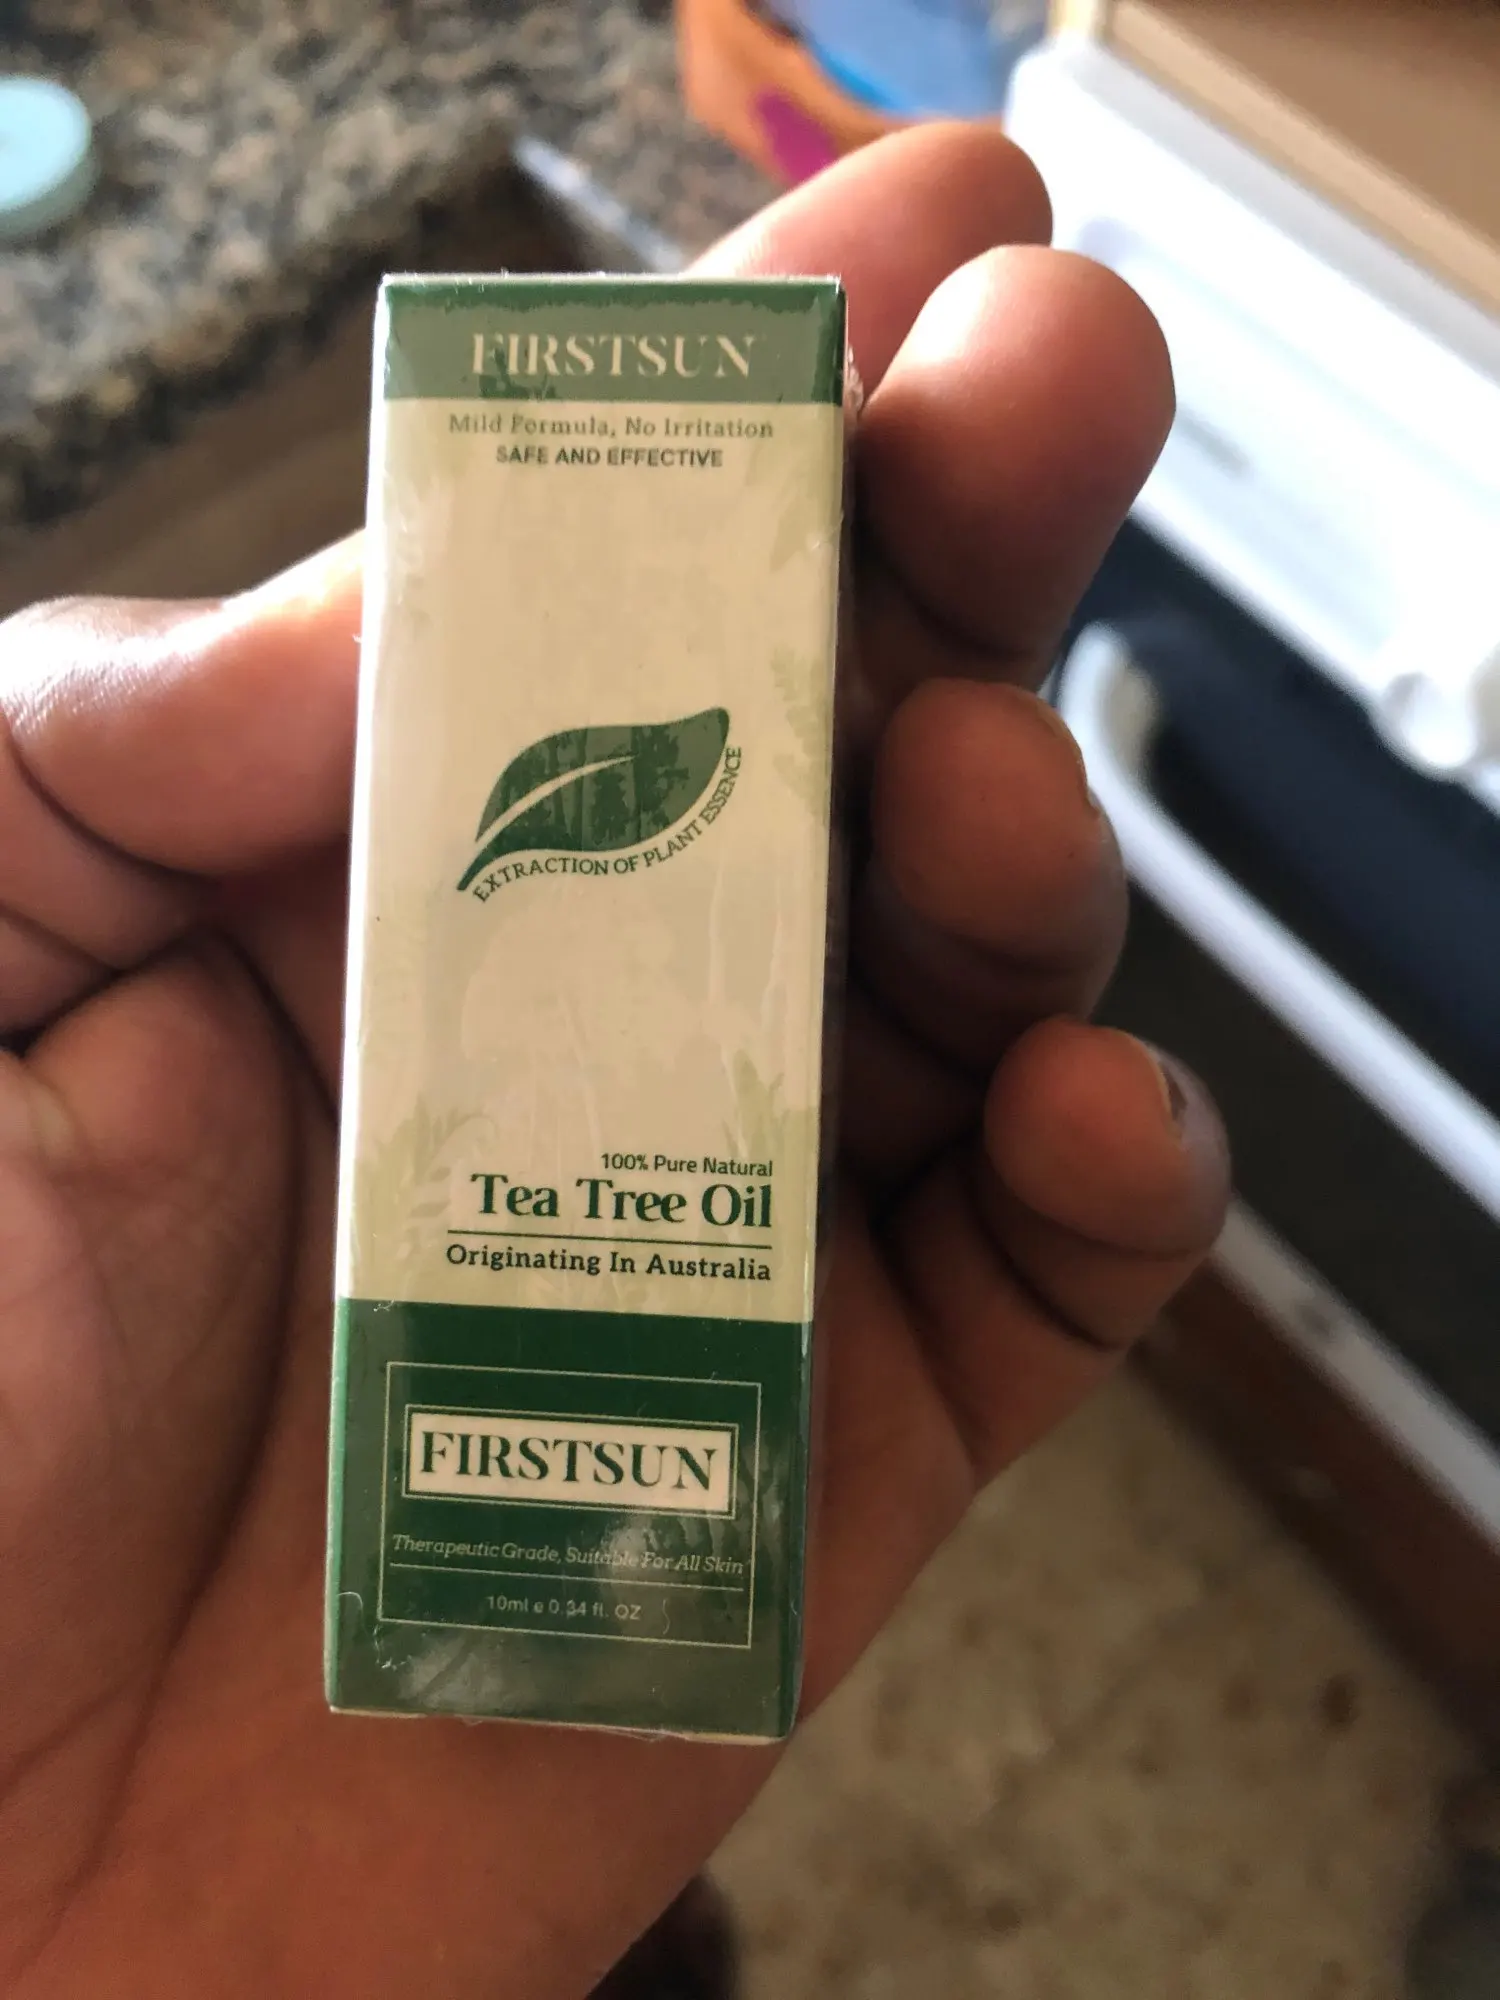 FIRSTSUN
Mild Formula, No Irritation
SAFE AND EFFECTIVE
EXTRACTION OF PLANT ESSENCE
100% Pure Natural
Tea Tree Oil
Originating In Australia
FIRSTSUN
Therapeutic Grade, Suitable For All Skin
10ml e 0.34 fl. OZ